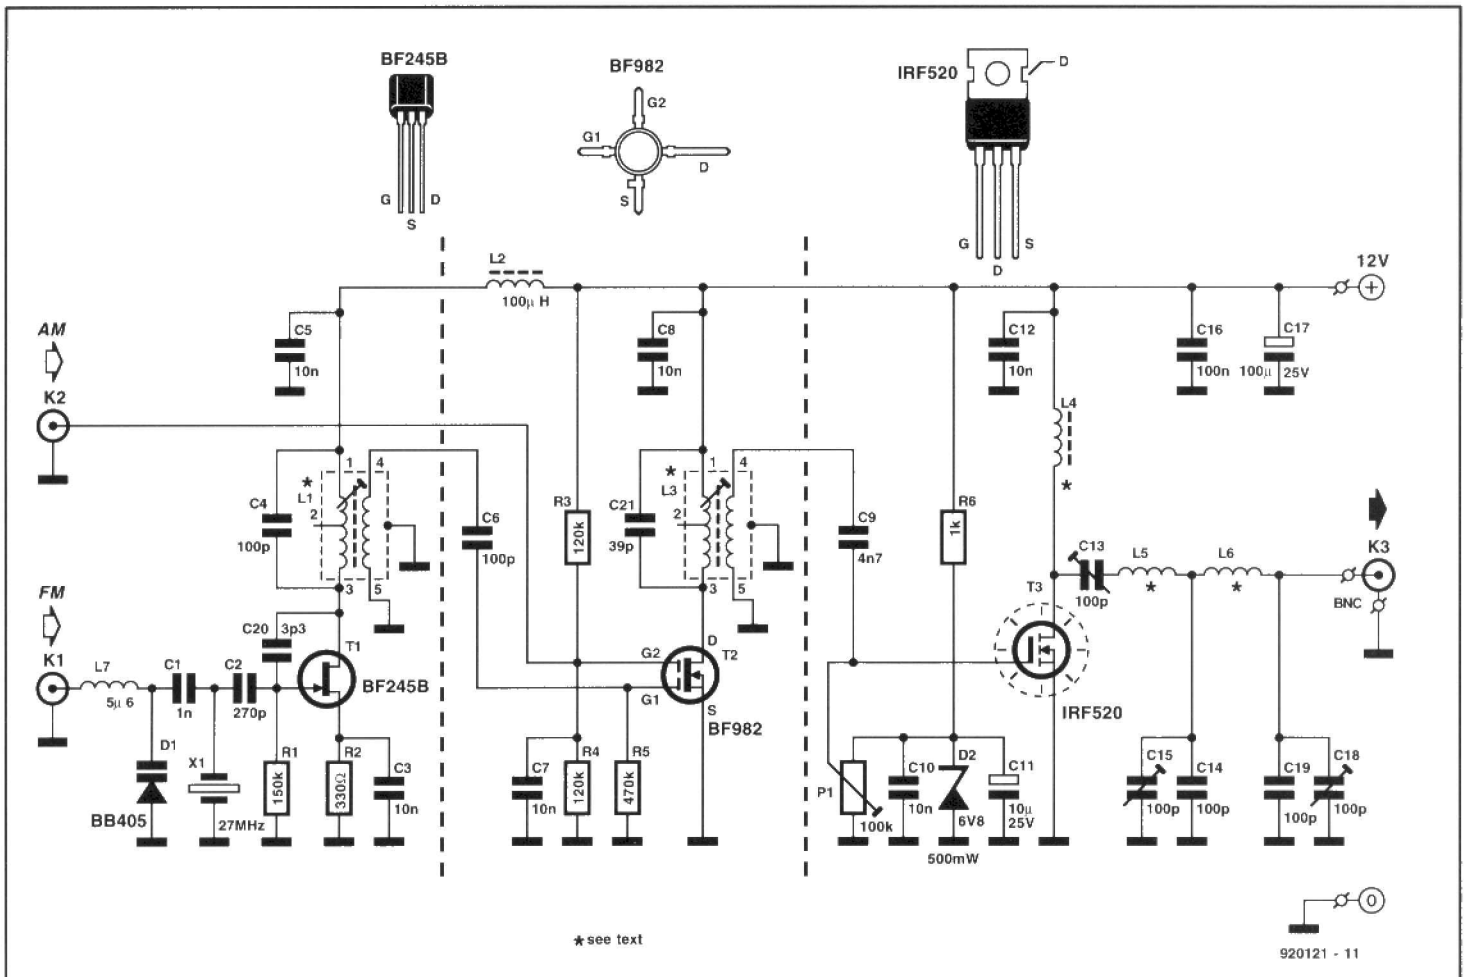 BF245B
BF982
IRF520
D
G2
G1
D
S
G
D
S
G
S
D
L2
100μ H
12V
+
AM
K2
C5
10n
C8
10n
C12
10n
C16
100n
C17
100μ
25V
L4
*
1
4
*
L1
2
3
5
C4
100p
C6
100p
R3
120k
C21
39p
1
4
*
L3
2
3
5
C9
4n7
R6
1k
C13
100p
L5
*
L6
*
K3
BNC
FM
K1
L7
5μ 6
C1
1n
C2
270p
C20
3p3
T1
BF245B
G2
G1
D
T2
S
BF982
T3
IRF520
D1
BB405
X1
27MHz
R1
150k
R2
330Ω
C3
10n
C7
10n
R4
120k
R5
470k
P1
100k
C10
10n
D2
6V8
500mW
C11
10μ
25V
C15
100p
C14
100p
C19
100p
C18
100p
0
* see text
920121 - 11